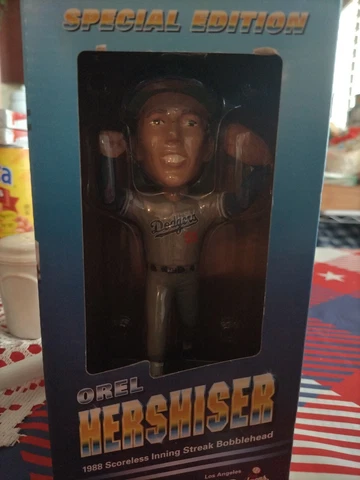 SPECIAL EDITION
Dodgers
OREL
HERSHISER
1988 Scoreless Inning Streak Bobblehead
Los Angeles